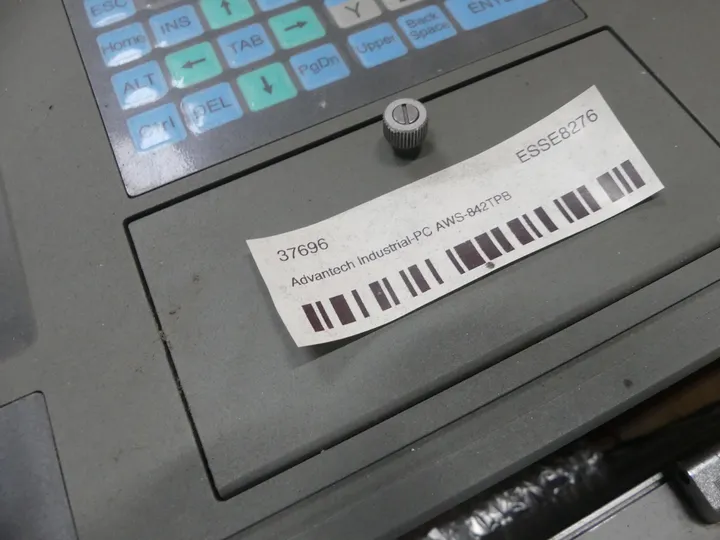 ESC
INS
↑
Home
TAB
→
Y
Upper
Back
Space
ENT
ALT
←
PgDn
Ctrl
DEL
↓
37696
ESSE8276
Advantech Industrial-PC AWS-842TPB